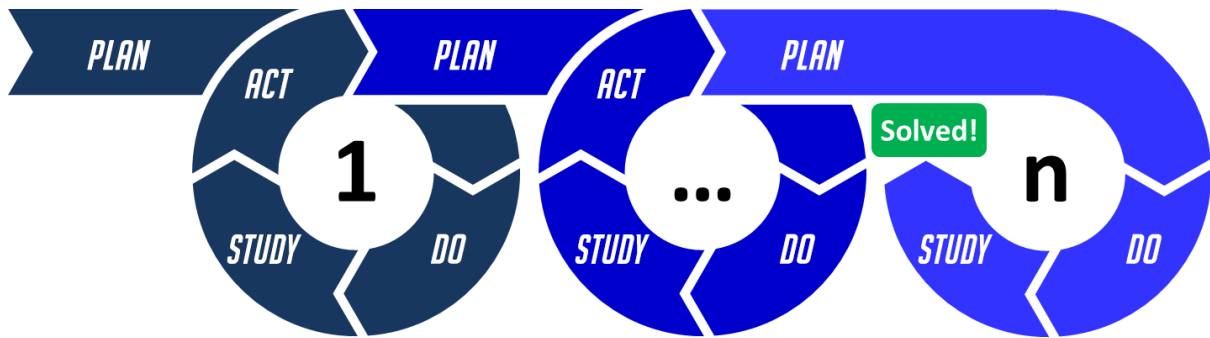 PLAN
ACT
1
DO
STUDY
PLAN
ACT
...
DO
STUDY
PLAN
n
DO
STUDY
Solved!